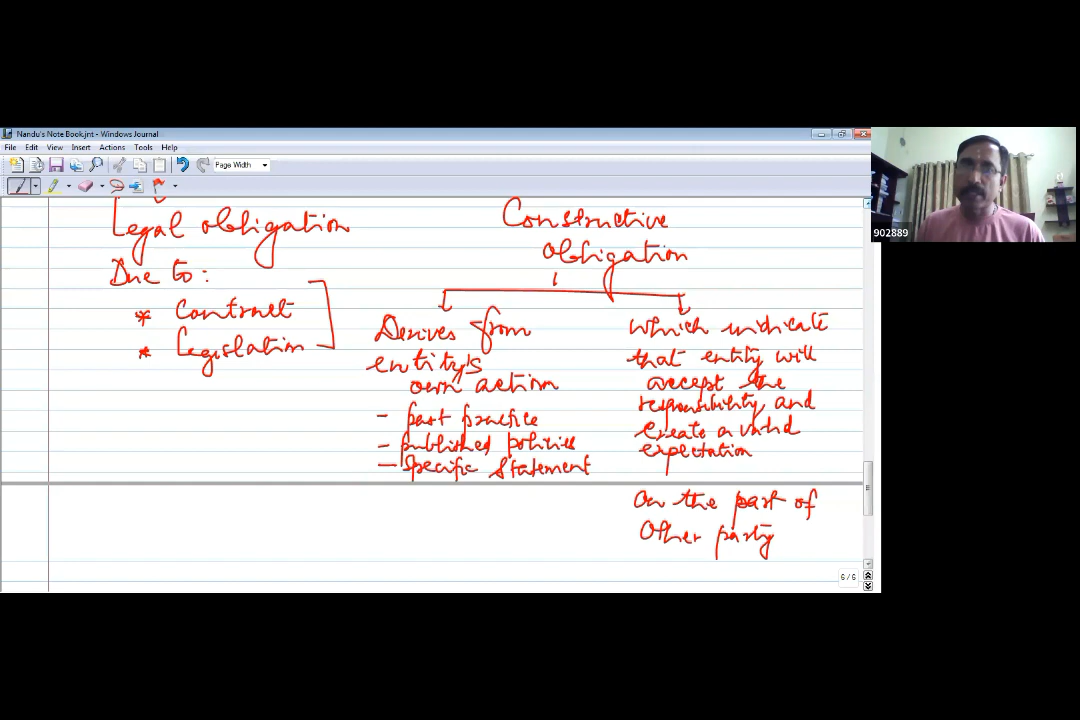 Nandu's Note Book.jnt - Windows Journal
File Edit View Insert Actions Tools Help
Page Width
902889
Legal obligation
Due to :
* Contract
* Legislation
Constructive
obligation
Derives from
entity's
own action
- past practice
- published policies
- specific statement
which indicate
that entity will
accept the
responsibility and
create a valid
expectation
on the part of
other party
6/6